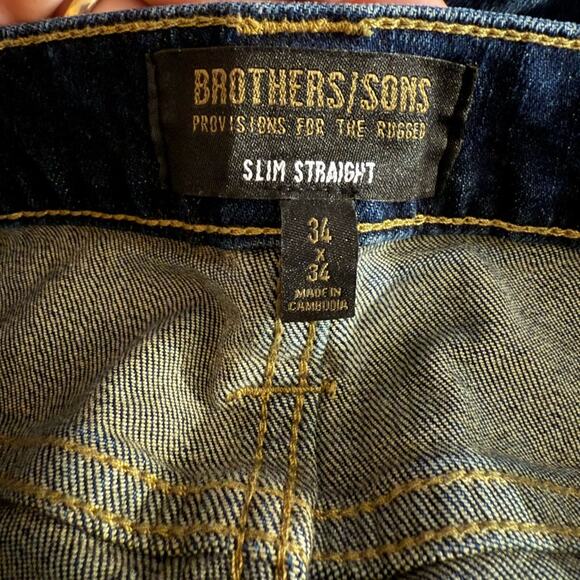 BROTHERS/SONS
PROVISIONS FOR THE RUGGED
SLIM STRAIGHT
34
X
34
MADE IN
CAMBODIA